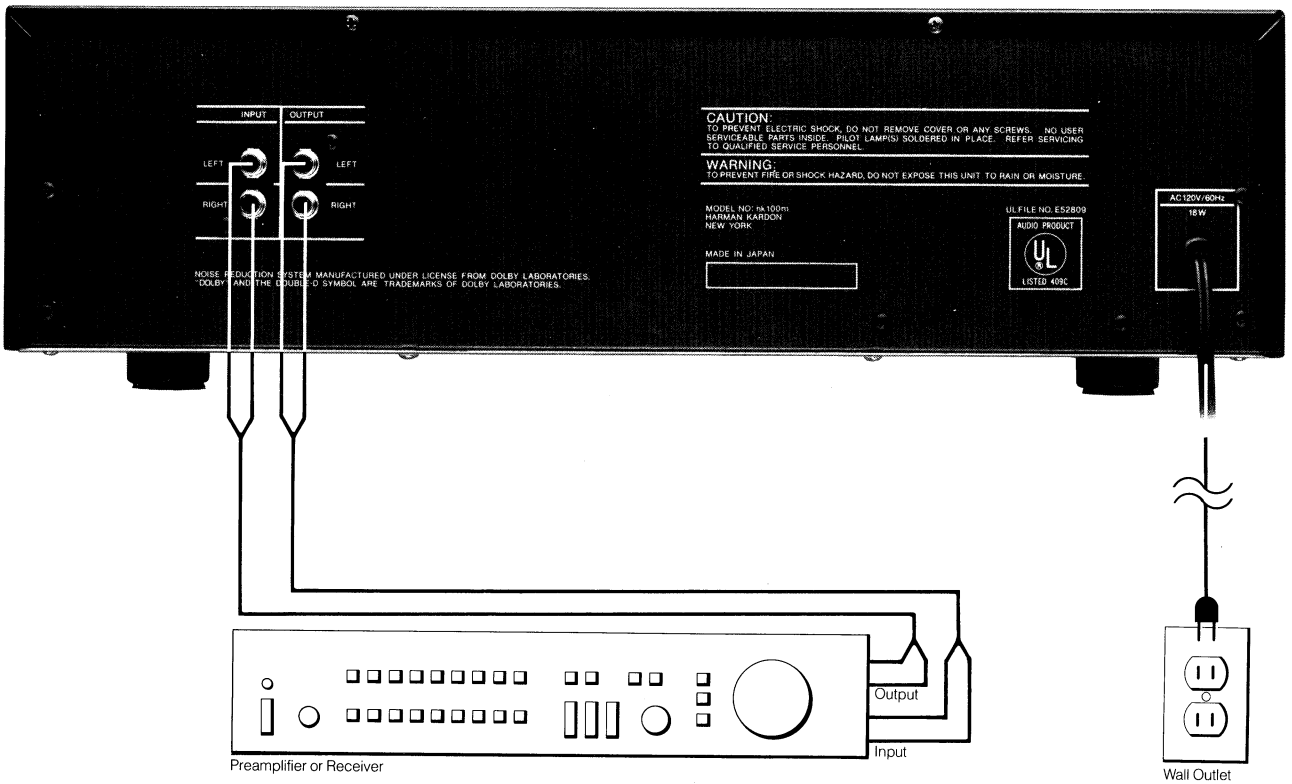 INPUT OUTPUT
LEFT LEFT
RIGHT RIGHT
NOISE REDUCTION SYSTEM MANUFACTURED UNDER LICENSE FROM DOLBY LABORATORIES.
"DOLBY" AND THE DOUBLE-D SYMBOL ARE TRADEMARKS OF DOLBY LABORATORIES.
CAUTION:
TO PREVENT ELECTRIC SHOCK, DO NOT REMOVE COVER OR ANY SCREWS. NO USER
SERVICEABLE PARTS INSIDE. PILOT LAMP(S) SOLDERED IN PLACE. REFER SERVICING
TO QUALIFIED SERVICE PERSONNEL.
WARNING:
TO PREVENT FIRE OR SHOCK HAZARD, DO NOT EXPOSE THIS UNIT TO RAIN OR MOISTURE.
MODEL NO: hk100m
HARMAN KARDON
NEW YORK
MADE IN JAPAN
UL FILE NO. E52809
AUDIO PRODUCT
UL
®
LISTED 409C
AC 120V/60Hz
18W
Output
Input
Preamplifier or Receiver
Wall Outlet